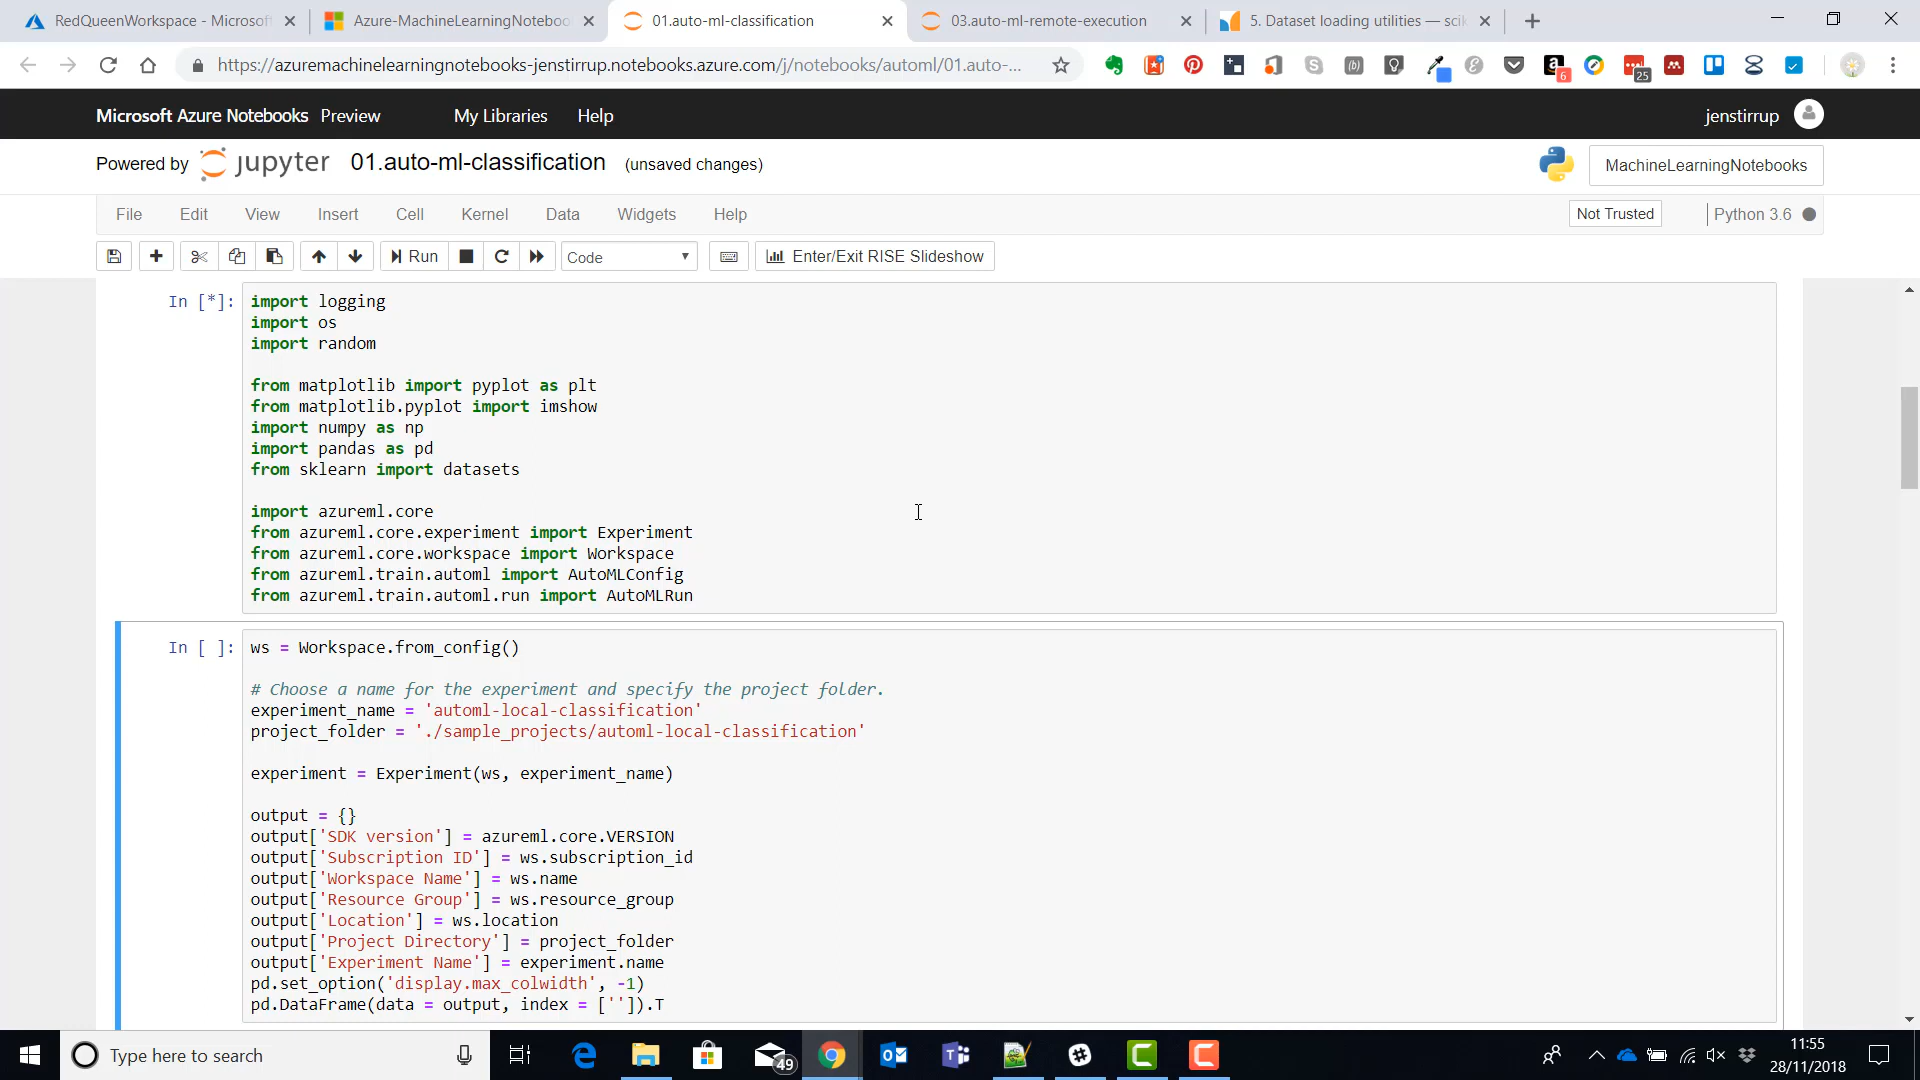 RedQueenWorkspace - Microsof
Azure-MachineLearningNoteboo
01.auto-ml-classification
03.auto-ml-remote-execution
5. Dataset loading utilities — scik
https://azuremachinelearningnotebooks-jenstirrup.notebooks.azure.com/j/notebooks/automl/01.auto-...
6
25
Microsoft Azure Notebooks Preview My Libraries Help jenstirrup
Powered by jupyter 01.auto-ml-classification (unsaved changes) MachineLearningNotebooks
File Edit View Insert Cell Kernel Data Widgets Help Not Trusted Python 3.6
Run Code Enter/Exit RISE Slideshow
In [*]:
import logging
import os
import random
from matplotlib import pyplot as plt
from matplotlib.pyplot import imshow
import numpy as np
import pandas as pd
from sklearn import datasets
import azureml.core
from azureml.core.experiment import Experiment
from azureml.core.workspace import Workspace
from azureml.train.automl import AutoMLConfig
from azureml.train.automl.run import AutoMLRun
In [ ]:
ws = Workspace.from_config()
# Choose a name for the experiment and specify the project folder.
experiment_name = 'automl-local-classification'
project_folder = './sample_projects/automl-local-classification'
experiment = Experiment(ws, experiment_name)
output = {}
output['SDK version'] = azureml.core.VERSION
output['Subscription ID'] = ws.subscription_id
output['Workspace Name'] = ws.name
output['Resource Group'] = ws.resource_group
output['Location'] = ws.location
output['Project Directory'] = project_folder
output['Experiment Name'] = experiment.name
pd.set_option('display.max_colwidth', -1)
pd.DataFrame(data = output, index = ['']).T
Type here to search
49
11:55
28/11/2018